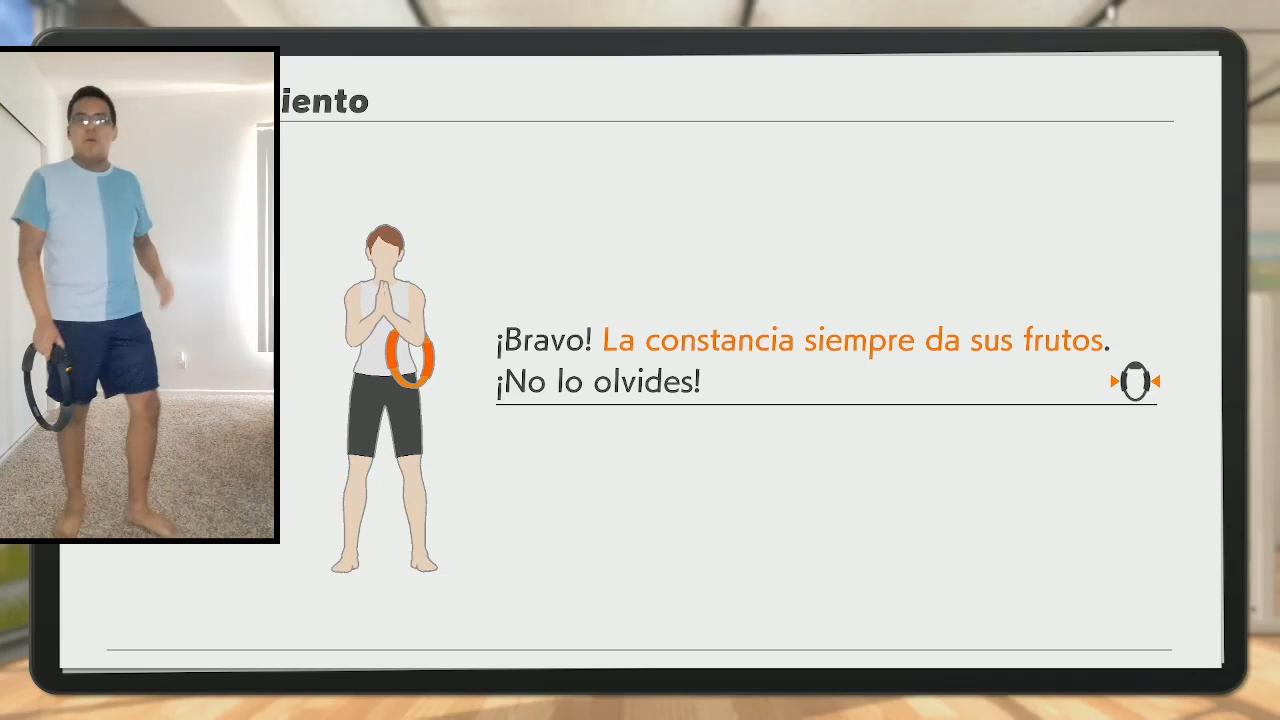 iento
¡Bravo! La constancia siempre da sus frutos.
¡No lo olvides!